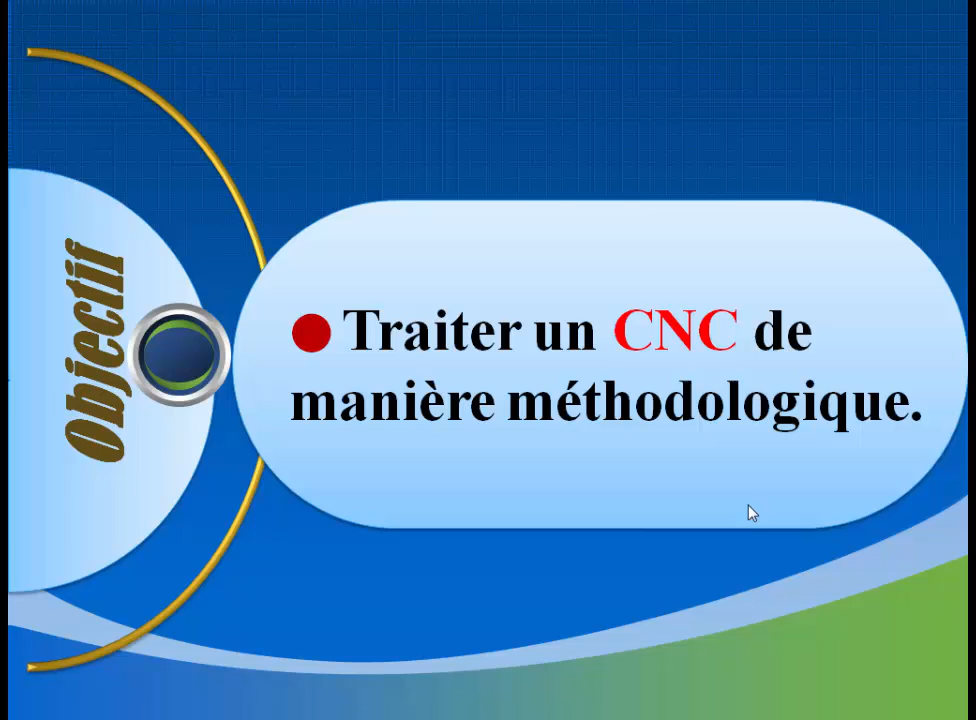 Objectif
● Traiter un CNC de
manière méthodologique.